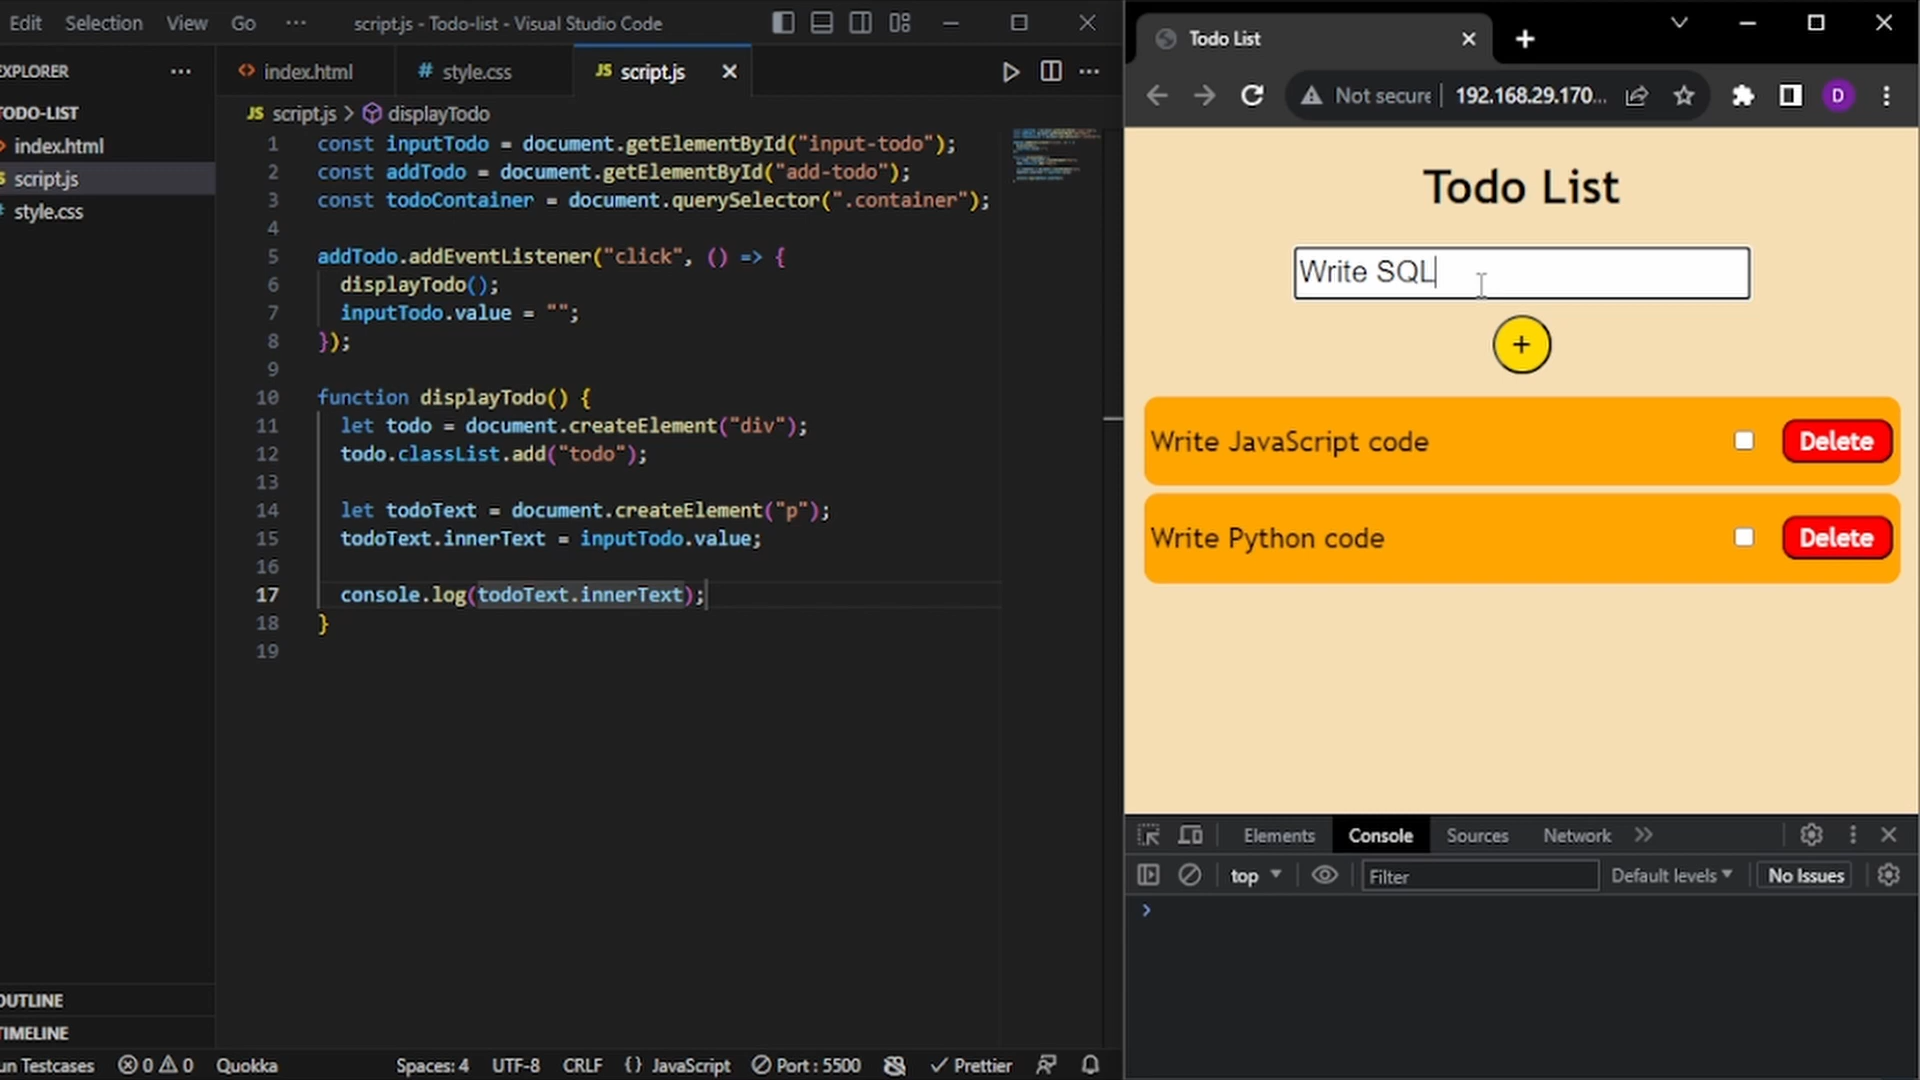 Edit Selection View Go ··· script.js - Todo-list - Visual Studio Code
EXPLORER ···
TODO-LIST
index.html
script.js
style.css
OUTLINE
TIMELINE
<> index.html # style.css JS script.js
JS script.js > displayTodo
1 const inputTodo = document.getElementById("input-todo");
2 const addTodo = document.getElementById("add-todo");
3 const todoContainer = document.querySelector(".container");
4
5 addTodo.addEventListener("click", () => {
6 displayTodo();
7 inputTodo.value = "";
8 });
9
10 function displayTodo() {
11 let todo = document.createElement("div");
12 todo.classList.add("todo");
13
14 let todoText = document.createElement("p");
15 todoText.innerText = inputTodo.value;
16
17 console.log(todoText.innerText);
18 }
19
un Testcases 0 0 Quokka Spaces: 4 UTF-8 CRLF {} JavaScript Port : 5500 Prettier
Todo List
Not secure 192.168.29.170... D
Todo List
Write SQL
+
Write JavaScript code Delete
Write Python code Delete
Elements Console Sources Network >>
top Filter Default levels No Issues
>